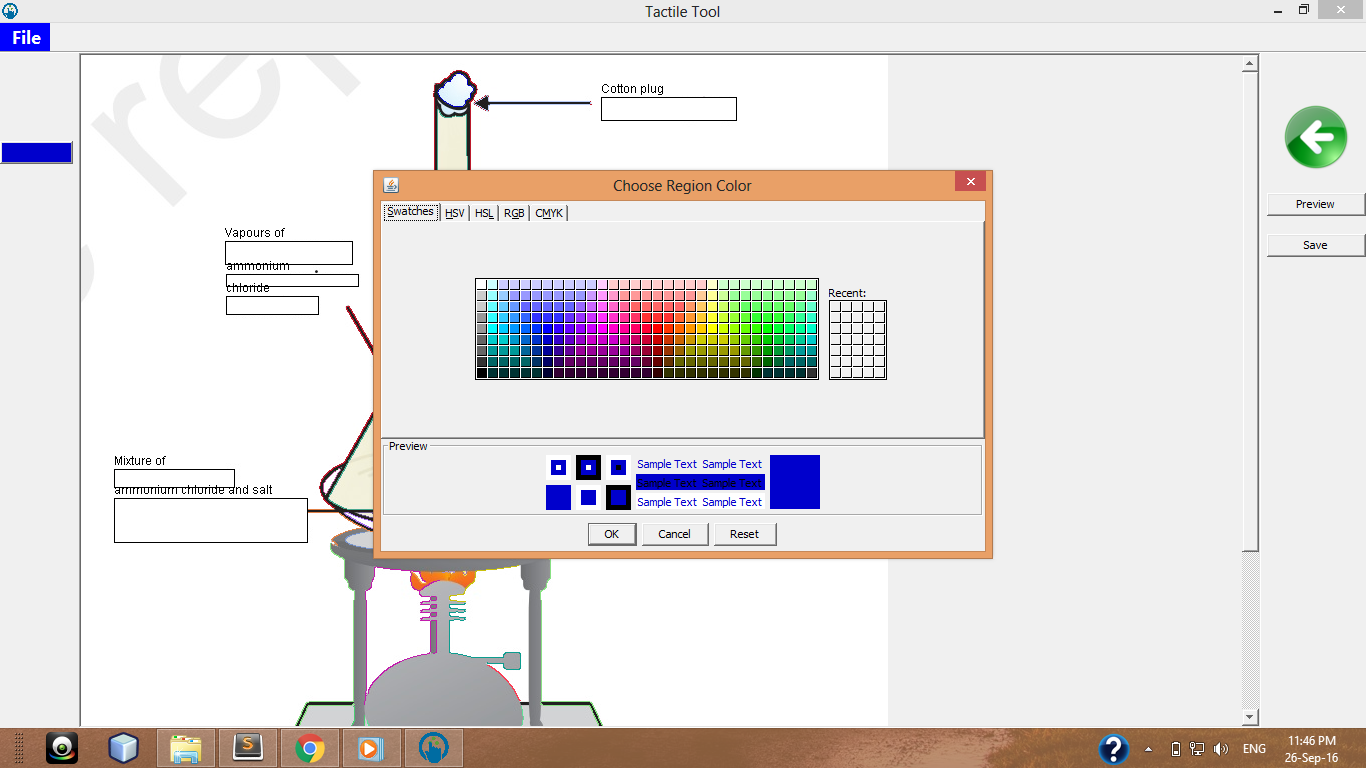 Tactile Tool
File
re
Cotton plug
Vapours of
ammonium
chloride
Mixture of
ammonium chloride and salt
Choose Region Color
Swatches HSV HSL RGB CMYK
Recent:
Preview
Sample Text Sample Text
Sample Text Sample Text
Sample Text Sample Text
OK Cancel Reset
Preview
Save
ENG
11:46 PM
26-Sep-16